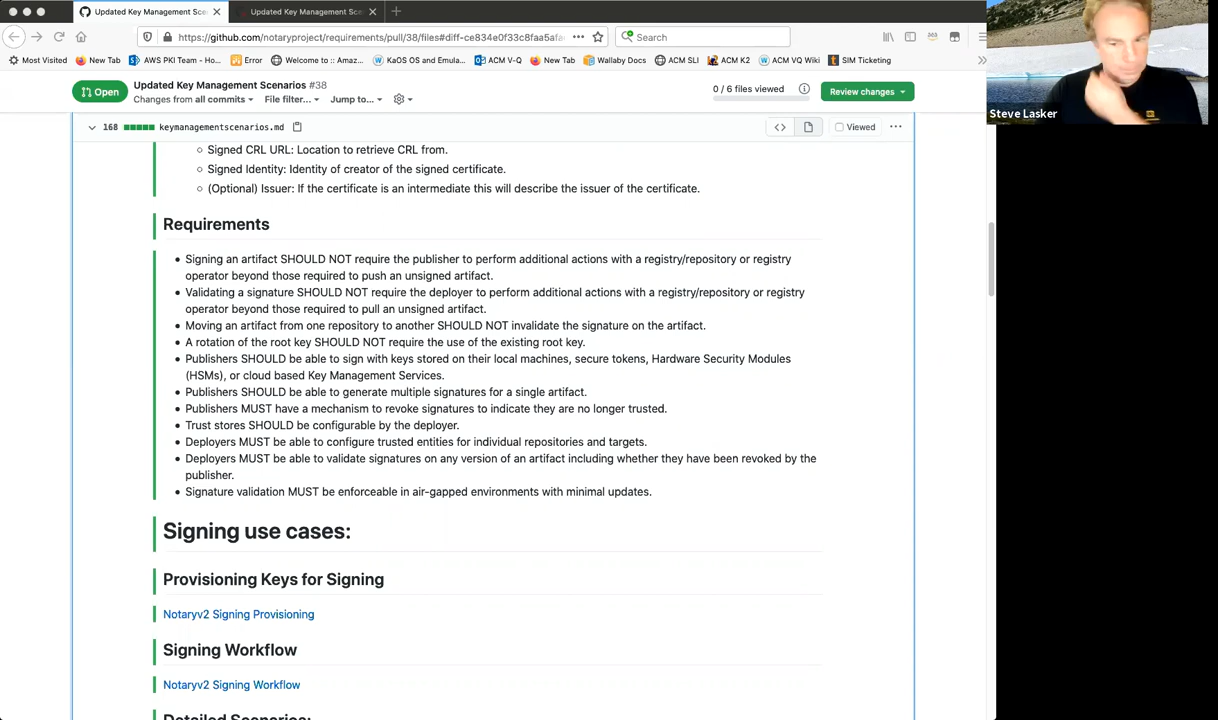 Updated Key Management Sce
Updated Key Management Sce
https://github.com/notaryproject/requirements/pull/38/files#diff-ce834e0f33c8faa5afa
Search
Most Visited
New Tab
AWS PKI Team - Ho...
Error
Welcome to :: Amaz...
KaOS OS and Emula...
ACM V-Q
New Tab
Wallaby Docs
ACM SLI
ACM K2
ACM VQ Wiki
SIM Ticketing
Open
Updated Key Management Scenarios #38
Changes from all commits
File filter...
Jump to...
0 / 6 files viewed
Review changes
168
keymanagementscenarios.md
Viewed
Signed CRL URL: Location to retrieve CRL from.
Signed Identity: Identity of creator of the signed certificate.
(Optional) Issuer: If the certificate is an intermediate this will describe the issuer of the certificate.
Requirements
Signing an artifact SHOULD NOT require the publisher to perform additional actions with a registry/repository or registry
operator beyond those required to push an unsigned artifact.
Validating a signature SHOULD NOT require the deployer to perform additional actions with a registry/repository or registry
operator beyond those required to pull an unsigned artifact.
Moving an artifact from one repository to another SHOULD NOT invalidate the signature on the artifact.
A rotation of the root key SHOULD NOT require the use of the existing root key.
Publishers SHOULD be able to sign with keys stored on their local machines, secure tokens, Hardware Security Modules
(HSMs), or cloud based Key Management Services.
Publishers SHOULD be able to generate multiple signatures for a single artifact.
Publishers MUST have a mechanism to revoke signatures to indicate they are no longer trusted.
Trust stores SHOULD be configurable by the deployer.
Deployers MUST be able to configure trusted entities for individual repositories and targets.
Deployers MUST be able to validate signatures on any version of an artifact including whether they have been revoked by the
publisher.
Signature validation MUST be enforceable in air-gapped environments with minimal updates.
Signing use cases:
Provisioning Keys for Signing
Notaryv2 Signing Provisioning
Signing Workflow
Notaryv2 Signing Workflow
Detailed Scenarios:
Steve Lasker